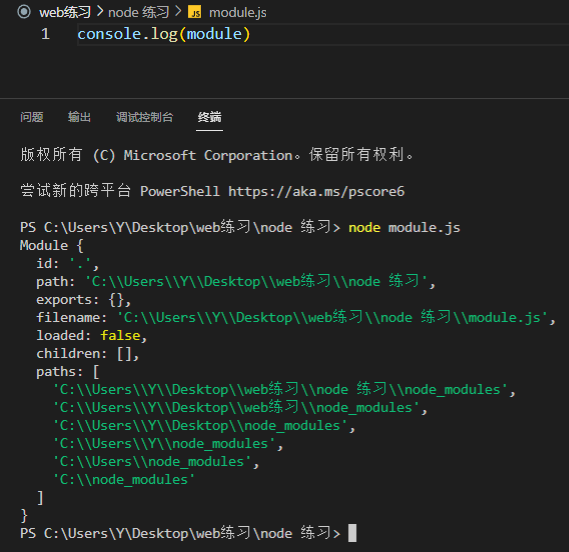 web练习 > node 练习 > JS module.js
1 console.log(module)
问题 输出 调试控制台 终端
版权所有 (C) Microsoft Corporation。保留所有权利。
尝试新的跨平台 PowerShell https://aka.ms/pscore6
PS C:\Users\Y\Desktop\web练习\node 练习> node module.js
Module {
  id: '.',
  path: 'C:\\Users\\Y\\Desktop\\web练习\\node 练习',
  exports: {},
  filename: 'C:\\Users\\Y\\Desktop\\web练习\\node 练习\\module.js',
  loaded: false,
  children: [],
  paths: [
    'C:\\Users\\Y\\Desktop\\web练习\\node 练习\\node_modules',
    'C:\\Users\\Y\\Desktop\\web练习\\node_modules',
    'C:\\Users\\Y\\Desktop\\node_modules',
    'C:\\Users\\Y\\node_modules',
    'C:\\Users\\node_modules',
    'C:\\node_modules'
  ]
}
PS C:\Users\Y\Desktop\web练习\node 练习>